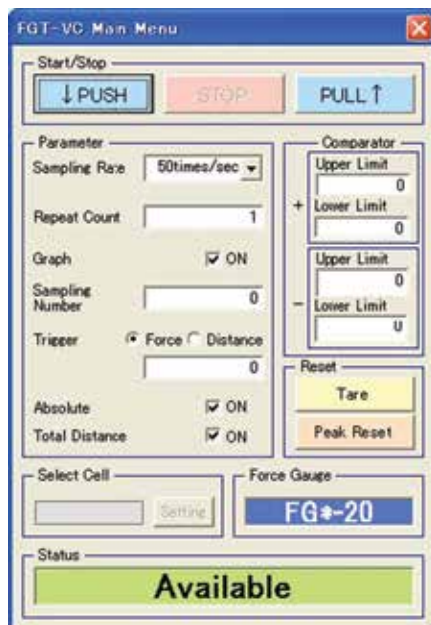 FGT-VC Main Menu
Start/Stop
↓PUSH STOP PULL↑
Parameter
Sampling Rate 50times/sec
Repeat Count 1
Graph ON
Sampling
Number 0
Trigger Force Distance
0
Absolute ON
Total Distance ON
Comparator
Upper Limit
0
+ Lower Limit
0
Upper Limit
0
- Lower Limit
0
Reset
Tare
Peak Reset
Select Cell
Setting
Force Gauge
FG*-20
Status
Available